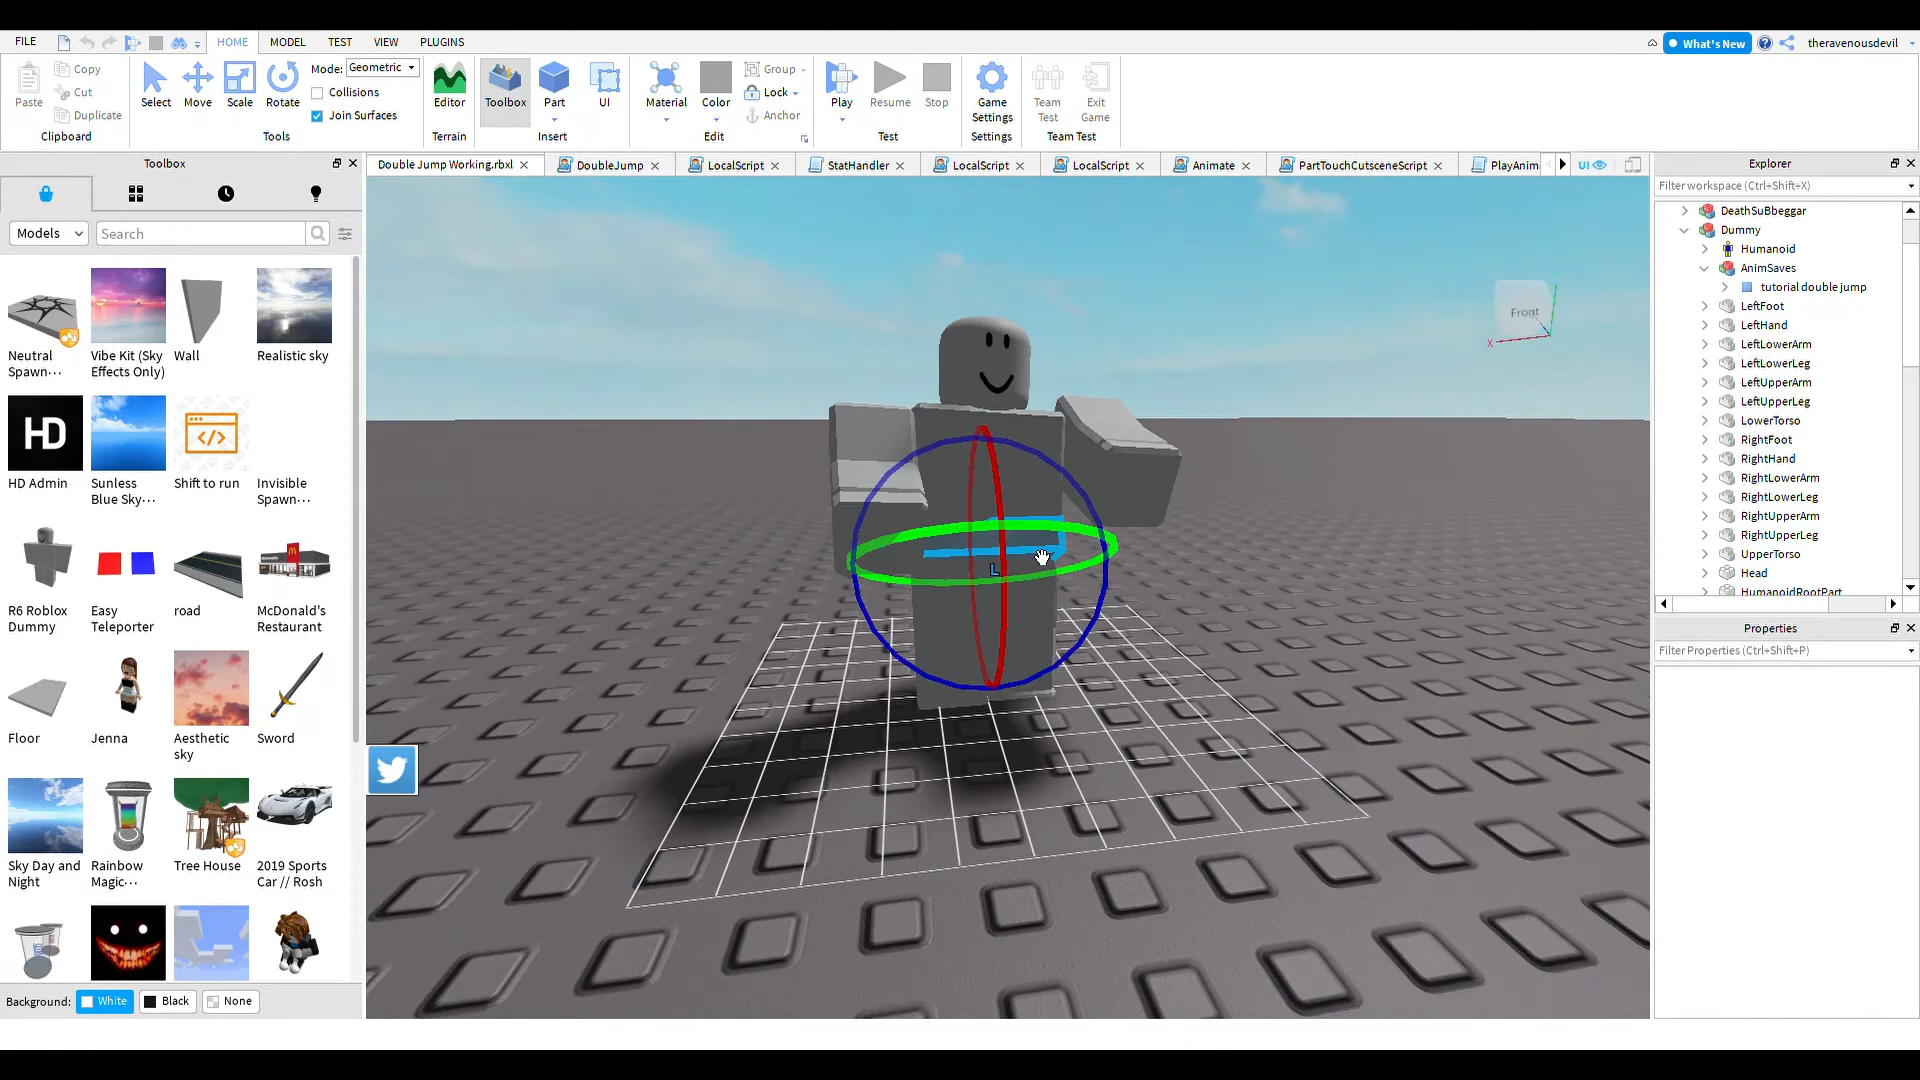 FILE HOME MODEL TEST VIEW PLUGINS What's New theravenousdevil
Copy Mode: Geometric Group
Cut Collisions Lock
Paste Duplicate Select Move Scale Rotate Join Surfaces Editor Toolbox Part UI Material Color Anchor Play Resume Stop Game Settings Team Test Exit Game
Clipboard Tools Terrain Insert Edit Test Settings Team Test
Toolbox
Double Jump Working.rbxl DoubleJump LocalScript StatHandler LocalScript LocalScript Animate PartTouchCutsceneScript PlayAnim UI
Models Search
Neutral Spawn...
Vibe Kit (Sky Effects Only)
Wall
Realistic sky
HD
HD Admin
Sunless Blue Sky...
Shift to run
Invisible Spawn...
R6 Roblox Dummy
Easy Teleporter
road
McDonald's Restaurant
Floor
Jenna
Aesthetic sky
Sword
Sky Day and Night
Rainbow Magic...
Tree House
2019 Sports Car // Rosh
Background: White Black None
Front
X
L
Explorer
Filter workspace (Ctrl+Shift+X)
DeathSuBbeggar
Dummy
Humanoid
AnimSaves
tutorial double jump
LeftFoot
LeftHand
LeftLowerArm
LeftLowerLeg
LeftUpperArm
LeftUpperLeg
LowerTorso
RightFoot
RightHand
RightLowerArm
RightLowerLeg
RightUpperArm
RightUpperLeg
UpperTorso
Head
HumanoidRootPart
Properties
Filter Properties (Ctrl+Shift+P)